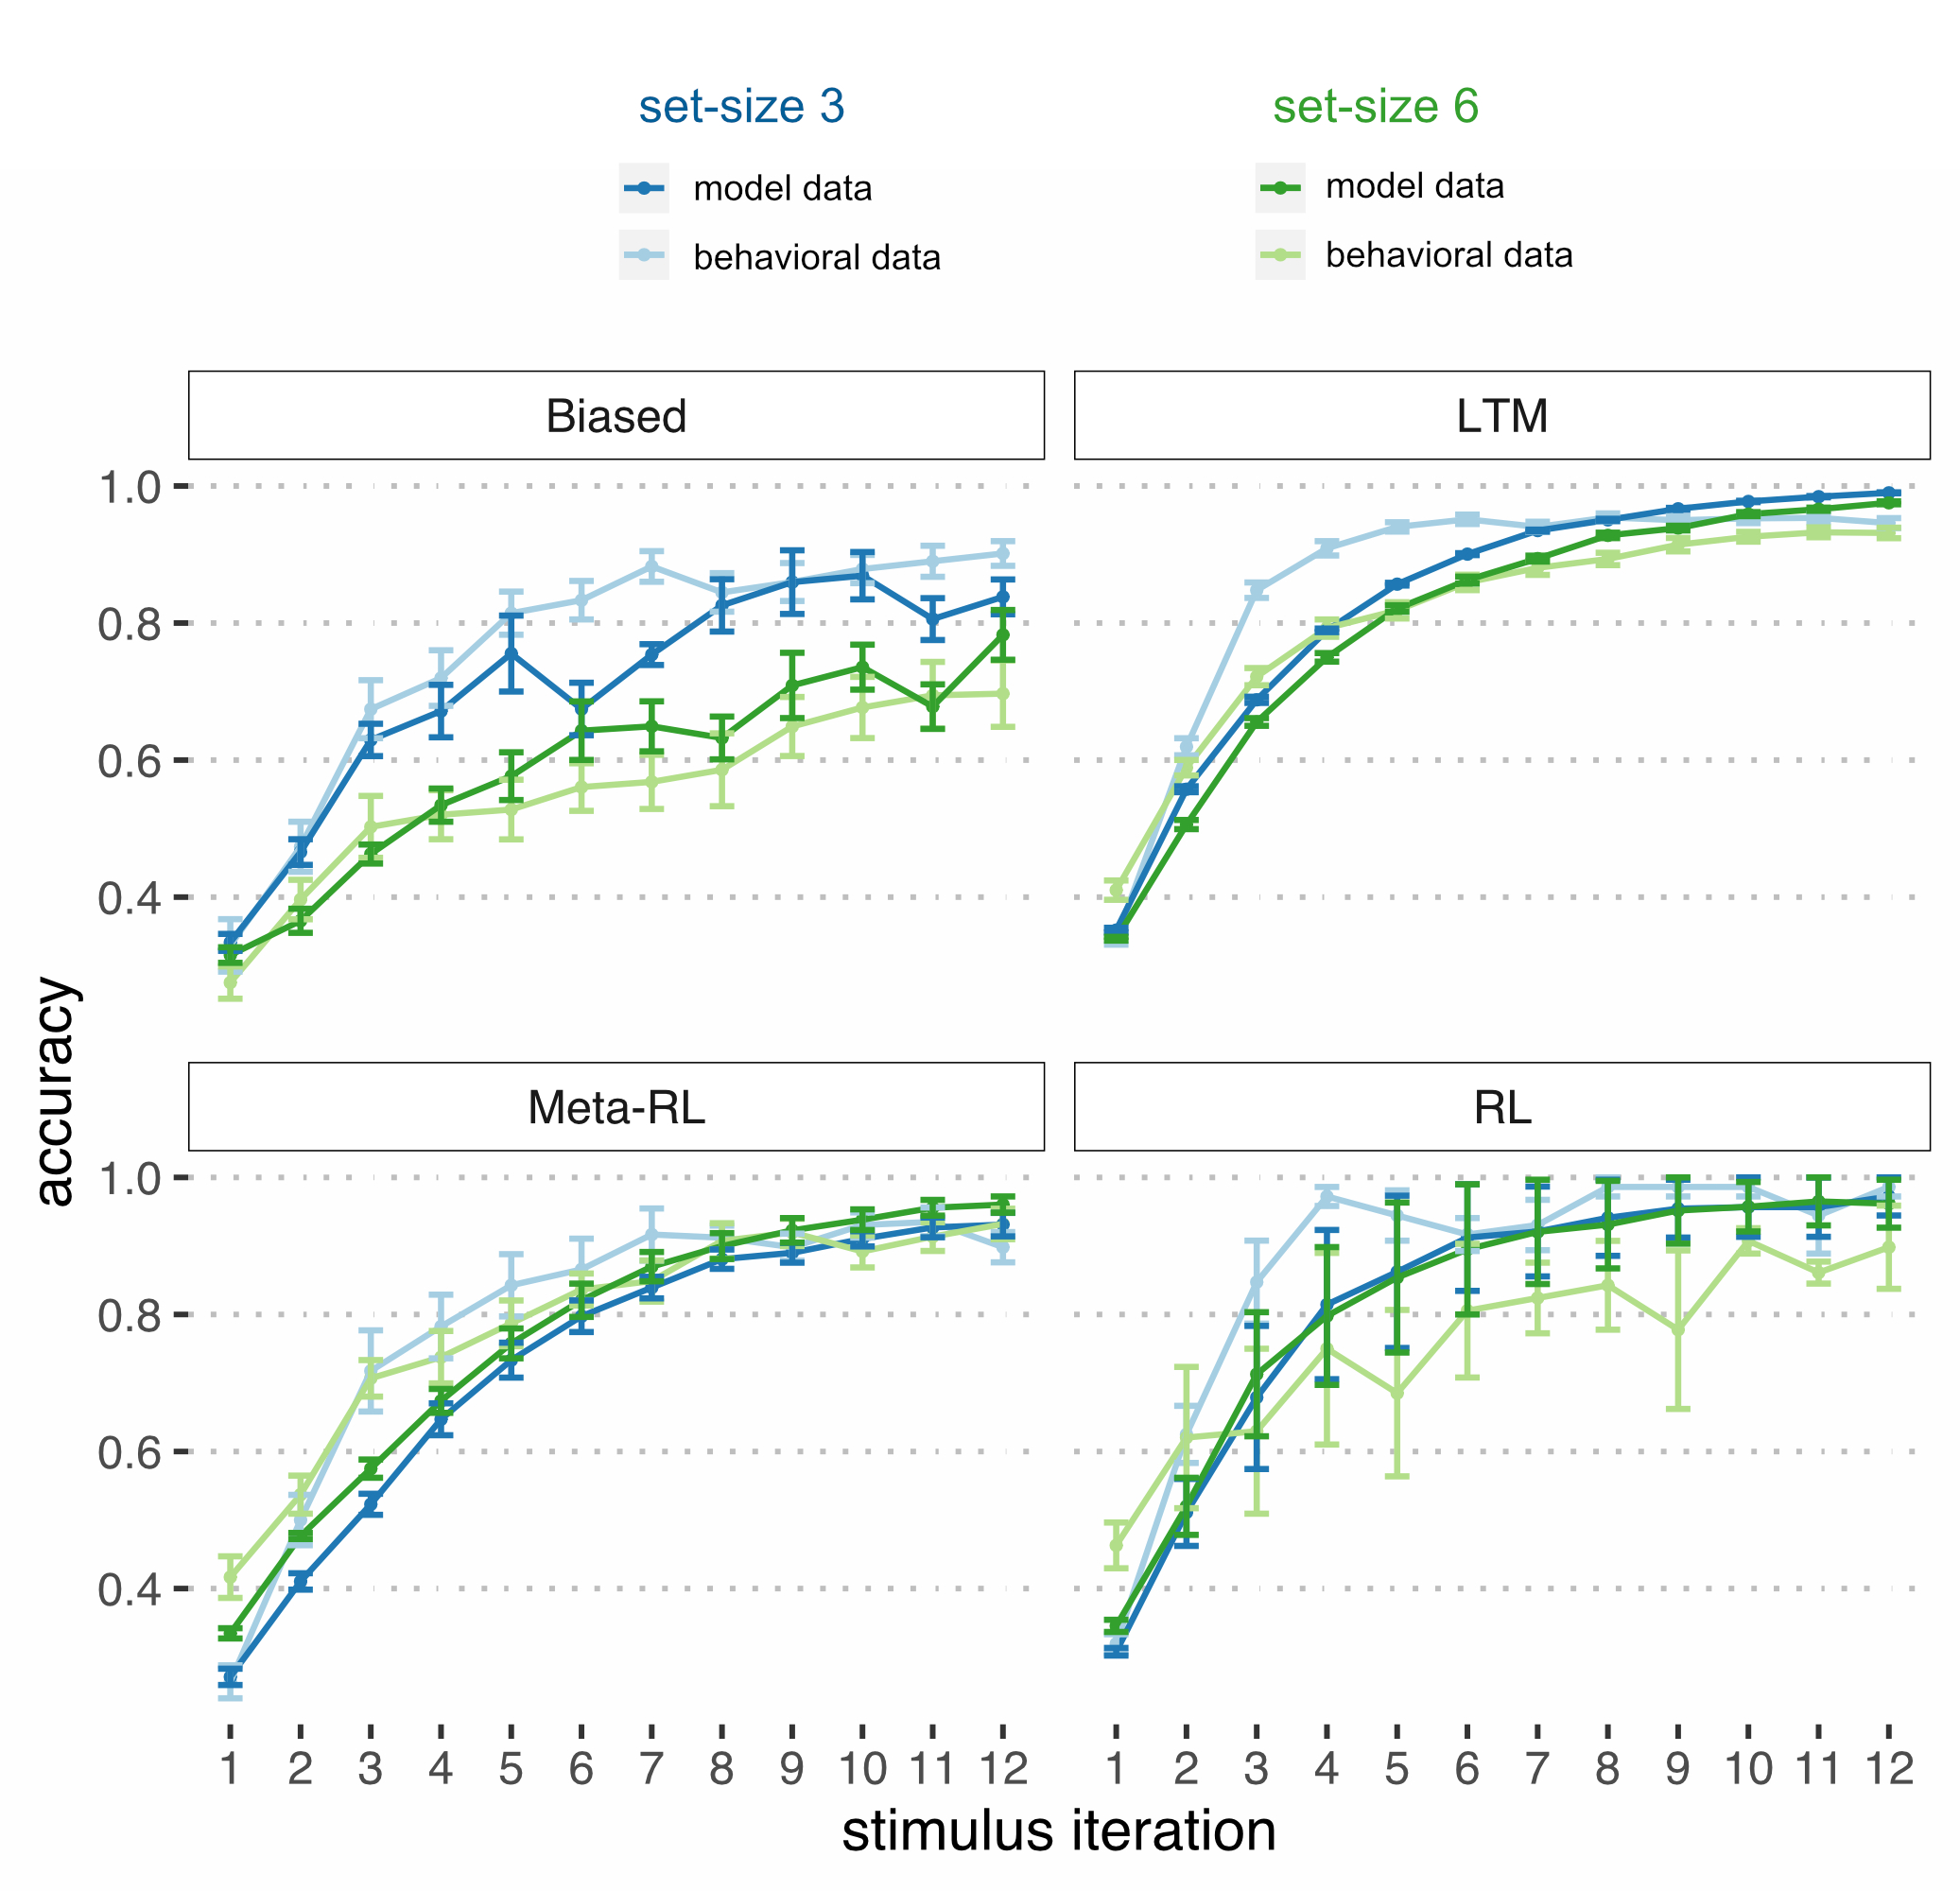 set-size 3 set-size 6
model data model data
behavioral data behavioral data
Biased LTM
1.0
0.8
0.6
0.4
accuracy
Meta-RL RL
1.0
0.8
0.6
0.4
1 2 3 4 5 6 7 8 9 10 11 12 1 2 3 4 5 6 7 8 9 10 11 12
stimulus iteration